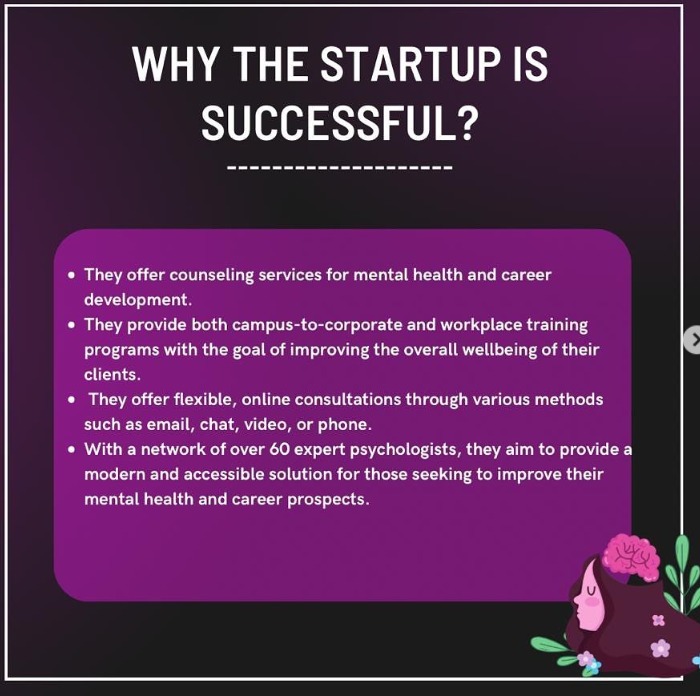 WHY THE STARTUP IS
SUCCESSFUL?
--------------------
• They offer counseling services for mental health and career
development.
• They provide both campus-to-corporate and workplace training
programs with the goal of improving the overall wellbeing of their
clients.
• They offer flexible, online consultations through various methods
such as email, chat, video, or phone.
• With a network of over 60 expert psychologists, they aim to provide a
modern and accessible solution for those seeking to improve their
mental health and career prospects.